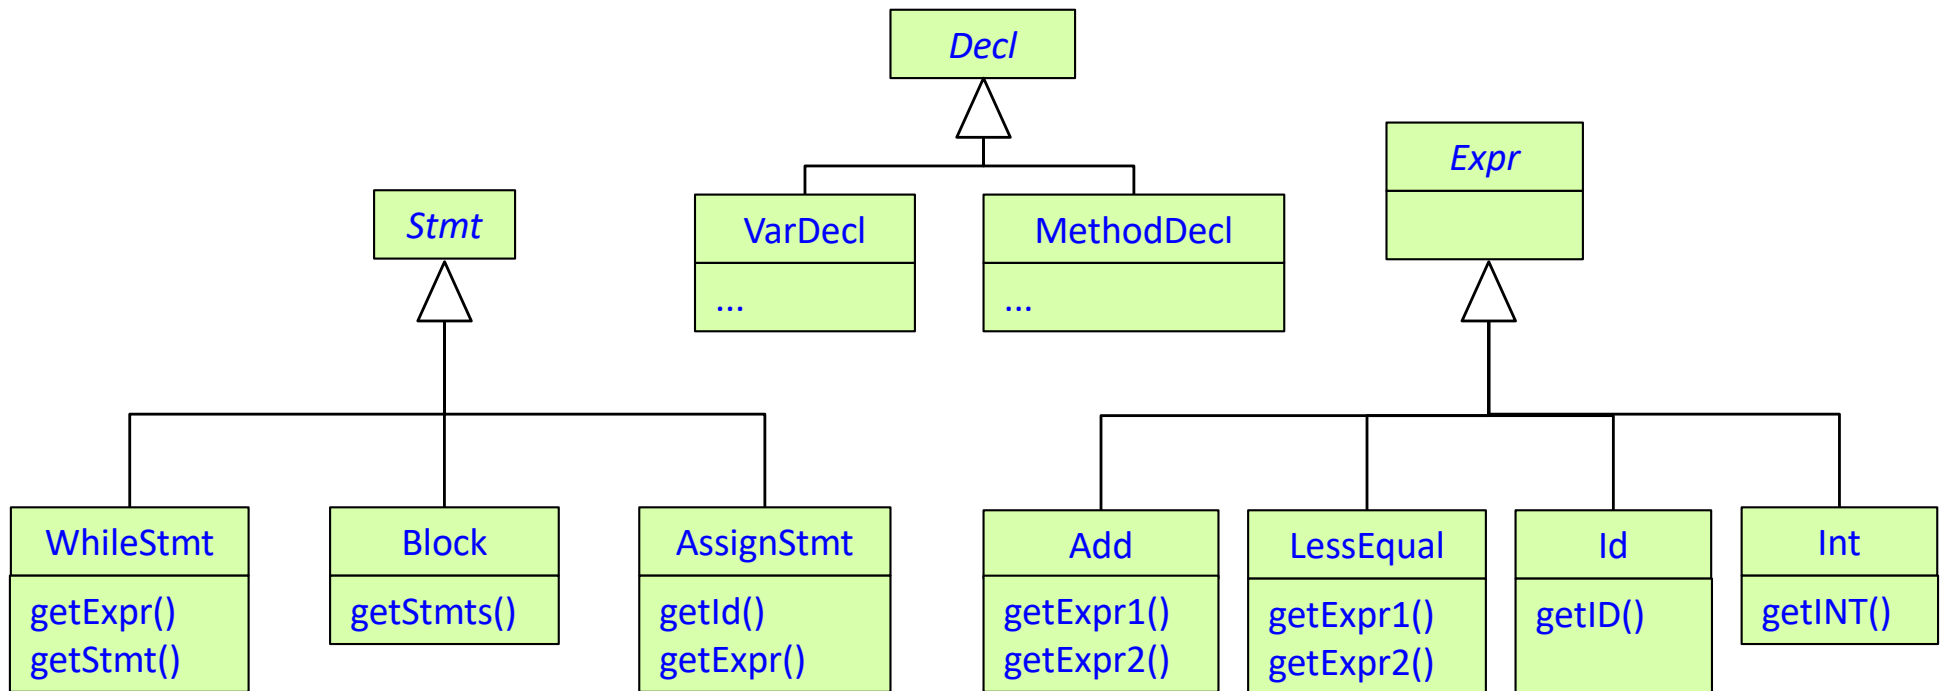 Decl
Expr
Stmt
VarDecl
...
MethodDecl
...
WhileStmt
getExpr()
getStmt()
Block
getStmts()
AssignStmt
getId()
getExpr()
Add
getExpr1()
getExpr2()
LessEqual
getExpr1()
getExpr2()
Id
getID()
Int
getINT()